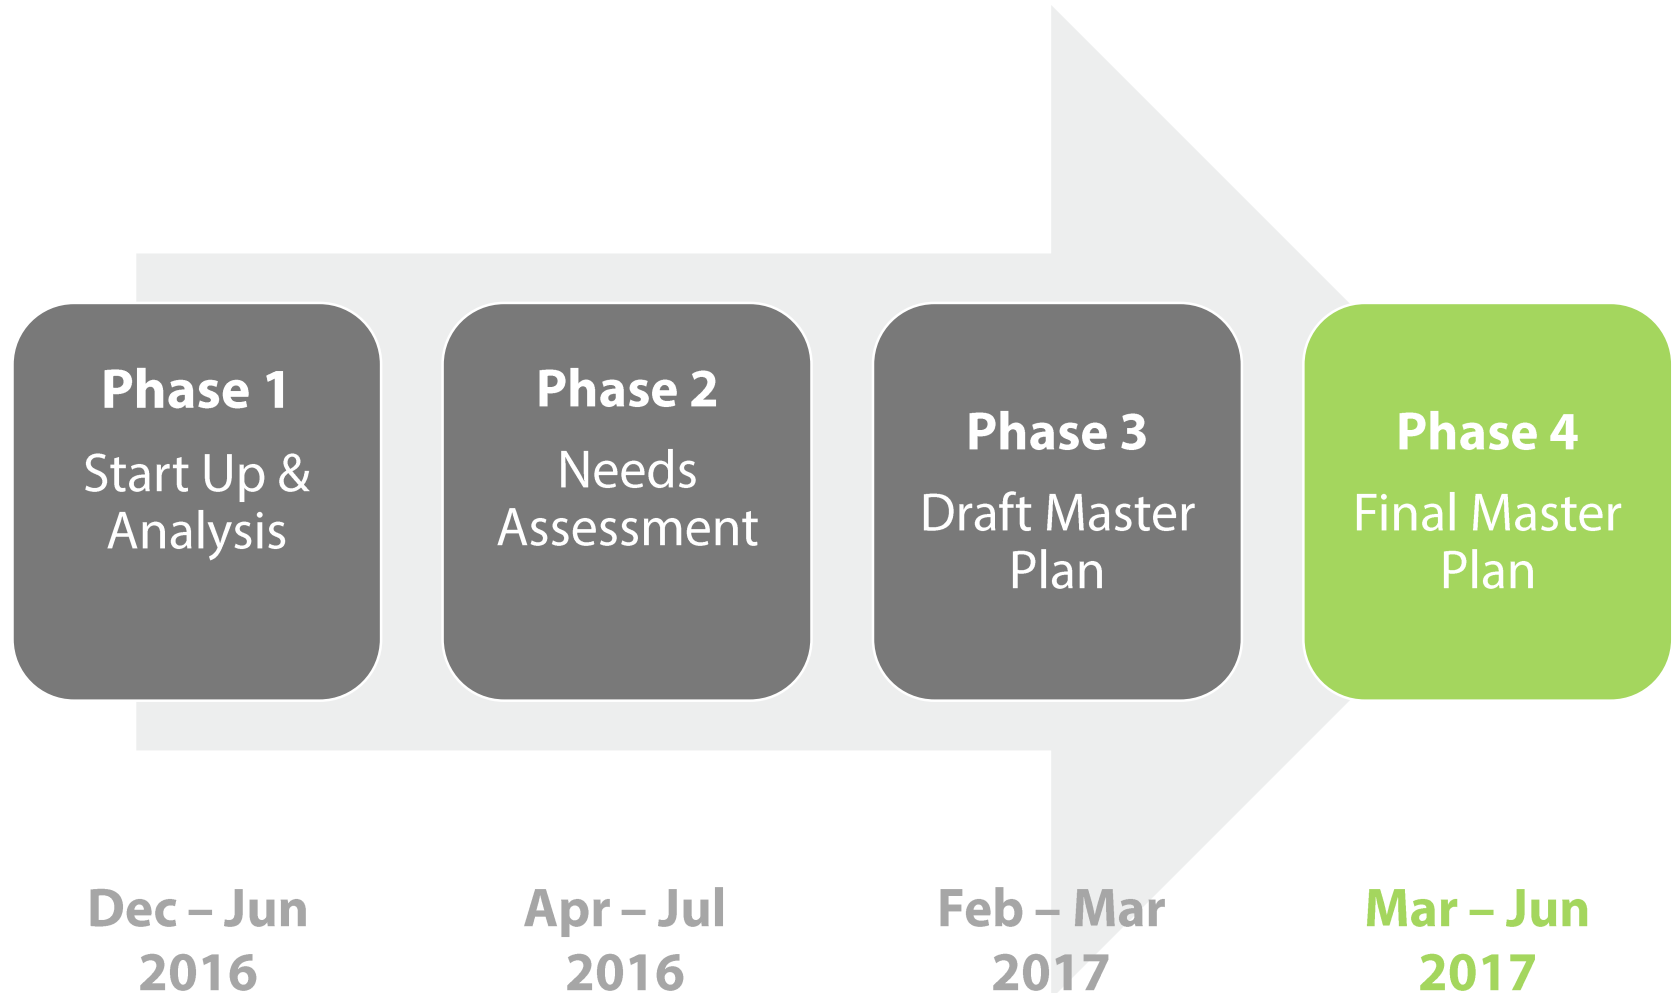 Phase 1
Start Up &
Analysis
Phase 2
Needs
Assessment
Phase 3
Draft Master
Plan
Phase 4
Final Master
Plan
Dec – Jun
2016
Apr – Jul
2016
Feb – Mar
2017
Mar – Jun
2017